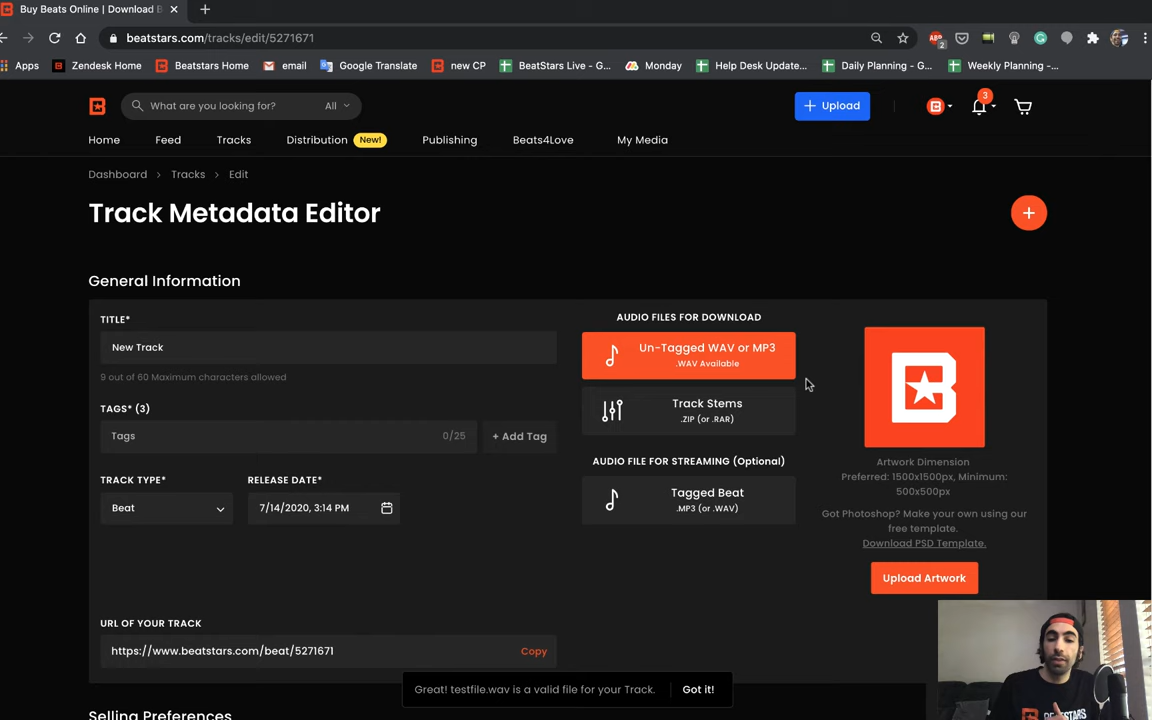 Buy Beats Online | Download B
beatstars.com/tracks/edit/5271671
2
Apps
Zendesk Home
Beatstars Home
email
Google Translate
new CP
BeatStars Live - G...
Monday
Help Desk Update...
Daily Planning - G...
Weekly Planning -...
What are you looking for?
All
Upload
3
Home
Feed
Tracks
Distribution
New!
Publishing
Beats4Love
My Media
Dashboard > Tracks > Edit
Track Metadata Editor
General Information
TITLE*
New Track
9 out of 60 Maximum characters allowed
TAGS* (3)
Tags
0/25
+ Add Tag
TRACK TYPE*
Beat
RELEASE DATE*
7/14/2020, 3:14 PM
URL OF YOUR TRACK
https://www.beatstars.com/beat/5271671
Copy
AUDIO FILES FOR DOWNLOAD
Un-Tagged WAV or MP3
.WAV Available
Track Stems
.ZIP (or .RAR)
AUDIO FILE FOR STREAMING (Optional)
Tagged Beat
.MP3 (or .WAV)
Artwork Dimension
Preferred: 1500x1500px, Minimum:
500x500px
Got Photoshop? Make your own using our
free template.
Download PSD Template.
Upload Artwork
Great! testfile.wav is a valid file for your Track.
Got it!
Selling Preferences